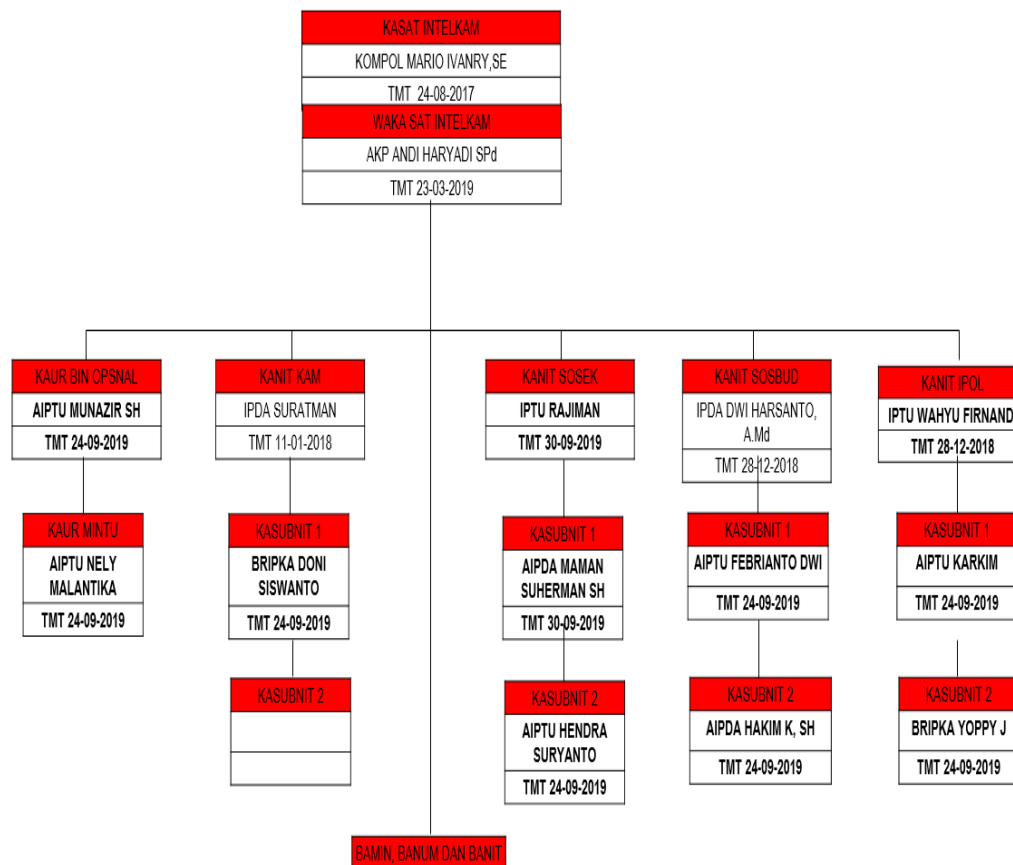 KASAT INTELKAM
KOMPOL MARIO IVANRY,SE
TMT 24-08-2017
WAKA SAT INTELKAM
AKP ANDI HARYADI SPd
TMT 23-03-2019
KAUR BIN OPSNAL
AIPTU MUNAZIR SH
TMT 24-09-2019
KANIT KAM
IPDA SURATMAN
TMT 11-01-2018
KANIT SOSEK
IPTU RAJIMAN
TMT 30-09-2019
KANIT SOSBUD
IPDA DWI HARSANTO,
A.Md
TMT 28-12-2018
KANIT IPOL
IPTU WAHYU FIRNAND
TMT 28-12-2018
KAUR MINTU
AIPTU NELY
MALANTIKA
TMT 24-09-2019
KASUBNIT 1
BRIPKA DONI
SISWANTO
TMT 24-09-2019
KASUBNIT 1
AIPDA MAMAN
SUHERMAN SH
TMT 30-09-2019
KASUBNIT 1
AIPTU FEBRIANTO DWI
TMT 24-09-2019
KASUBNIT 1
AIPTU KARKIM
TMT 24-09-2019
KASUBNIT 2
KASUBNIT 2
AIPTU HENDRA
SURYANTO
TMT 24-09-2019
KASUBNIT 2
AIPDA HAKIM K, SH
TMT 24-09-2019
KASUBNIT 2
BRIPKA YOPPY J
TMT 24-09-2019
BAMIN, BANUM DAN BANIT